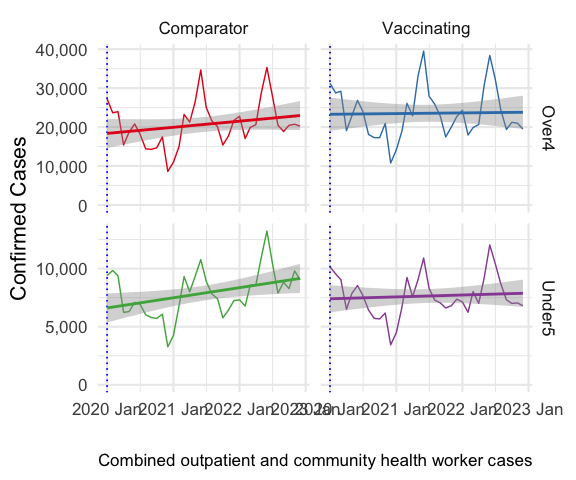 Comparator Vaccinating
40,000
30,000
20,000
10,000
0
Over4
10,000
5,000
0
Under5
Confirmed Cases
2020 Jan 2021 Jan 2022 Jan 2023 Jan 2020 Jan 2021 Jan 2022 Jan 2023 Jan
Combined outpatient and community health worker cases